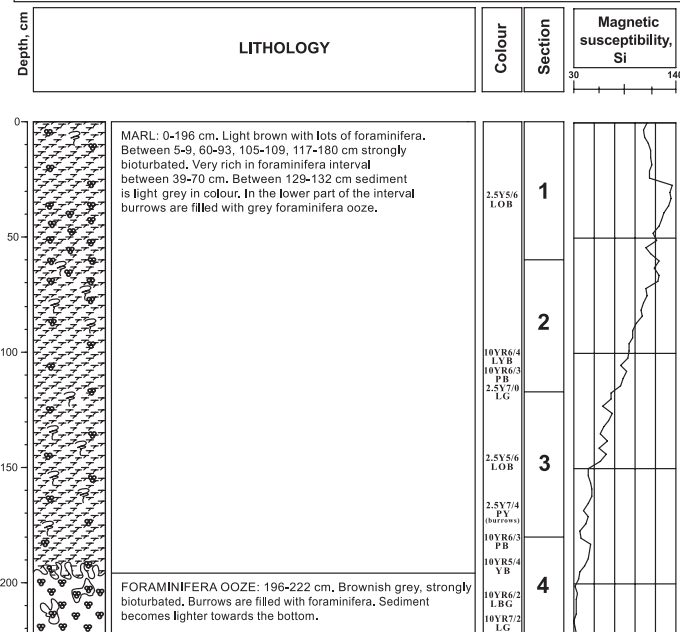 Depth, cm
LITHOLOGY
Colour
Section
Magnetic
susceptibility,
Si
30
140
0
50
100
150
200
MARL: 0-196 cm. Light brown with lots of foraminifera.
Between 5-9, 60-93, 105-109, 117-180 cm strongly
bioturbated. Very rich in foraminifera interval
between 39-70 cm. Between 129-132 cm sediment
is light grey in colour. In the lower part of the interval
burrows are filled with grey foraminifera ooze.
FORAMINIFERA OOZE: 196-222 cm. Brownish grey, strongly
bioturbated. Burrows are filled with foraminifera. Sediment
becomes lighter towards the bottom.
2.5Y5/6
LOB
10YR6/4
LYB
10YR6/3
PB
2.5Y7/0
LG
2.5Y5/6
LOB
2.5Y7/4
PY
(burrows)
10YR6/3
PB
10YR5/4
YB
10YR6/2
LBG
10YR7/2
LG
1
2
3
4